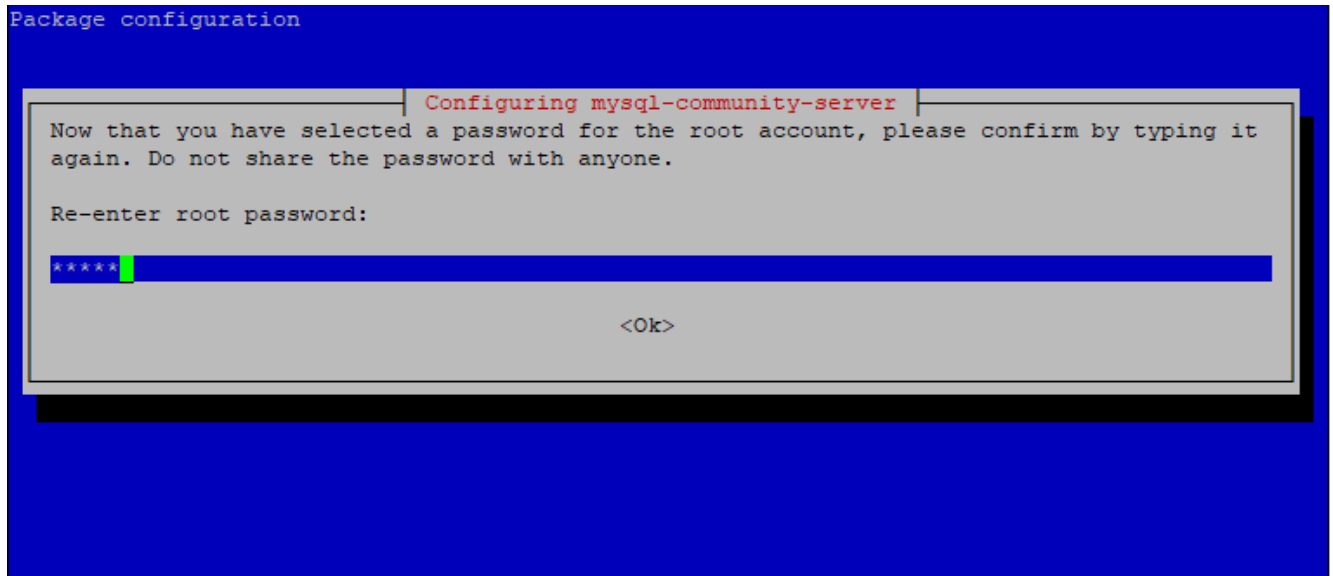 Package configuration
Configuring mysql-community-server
Now that you have selected a password for the root account, please confirm by typing it
again. Do not share the password with anyone.
Re-enter root password:
*****
<Ok>